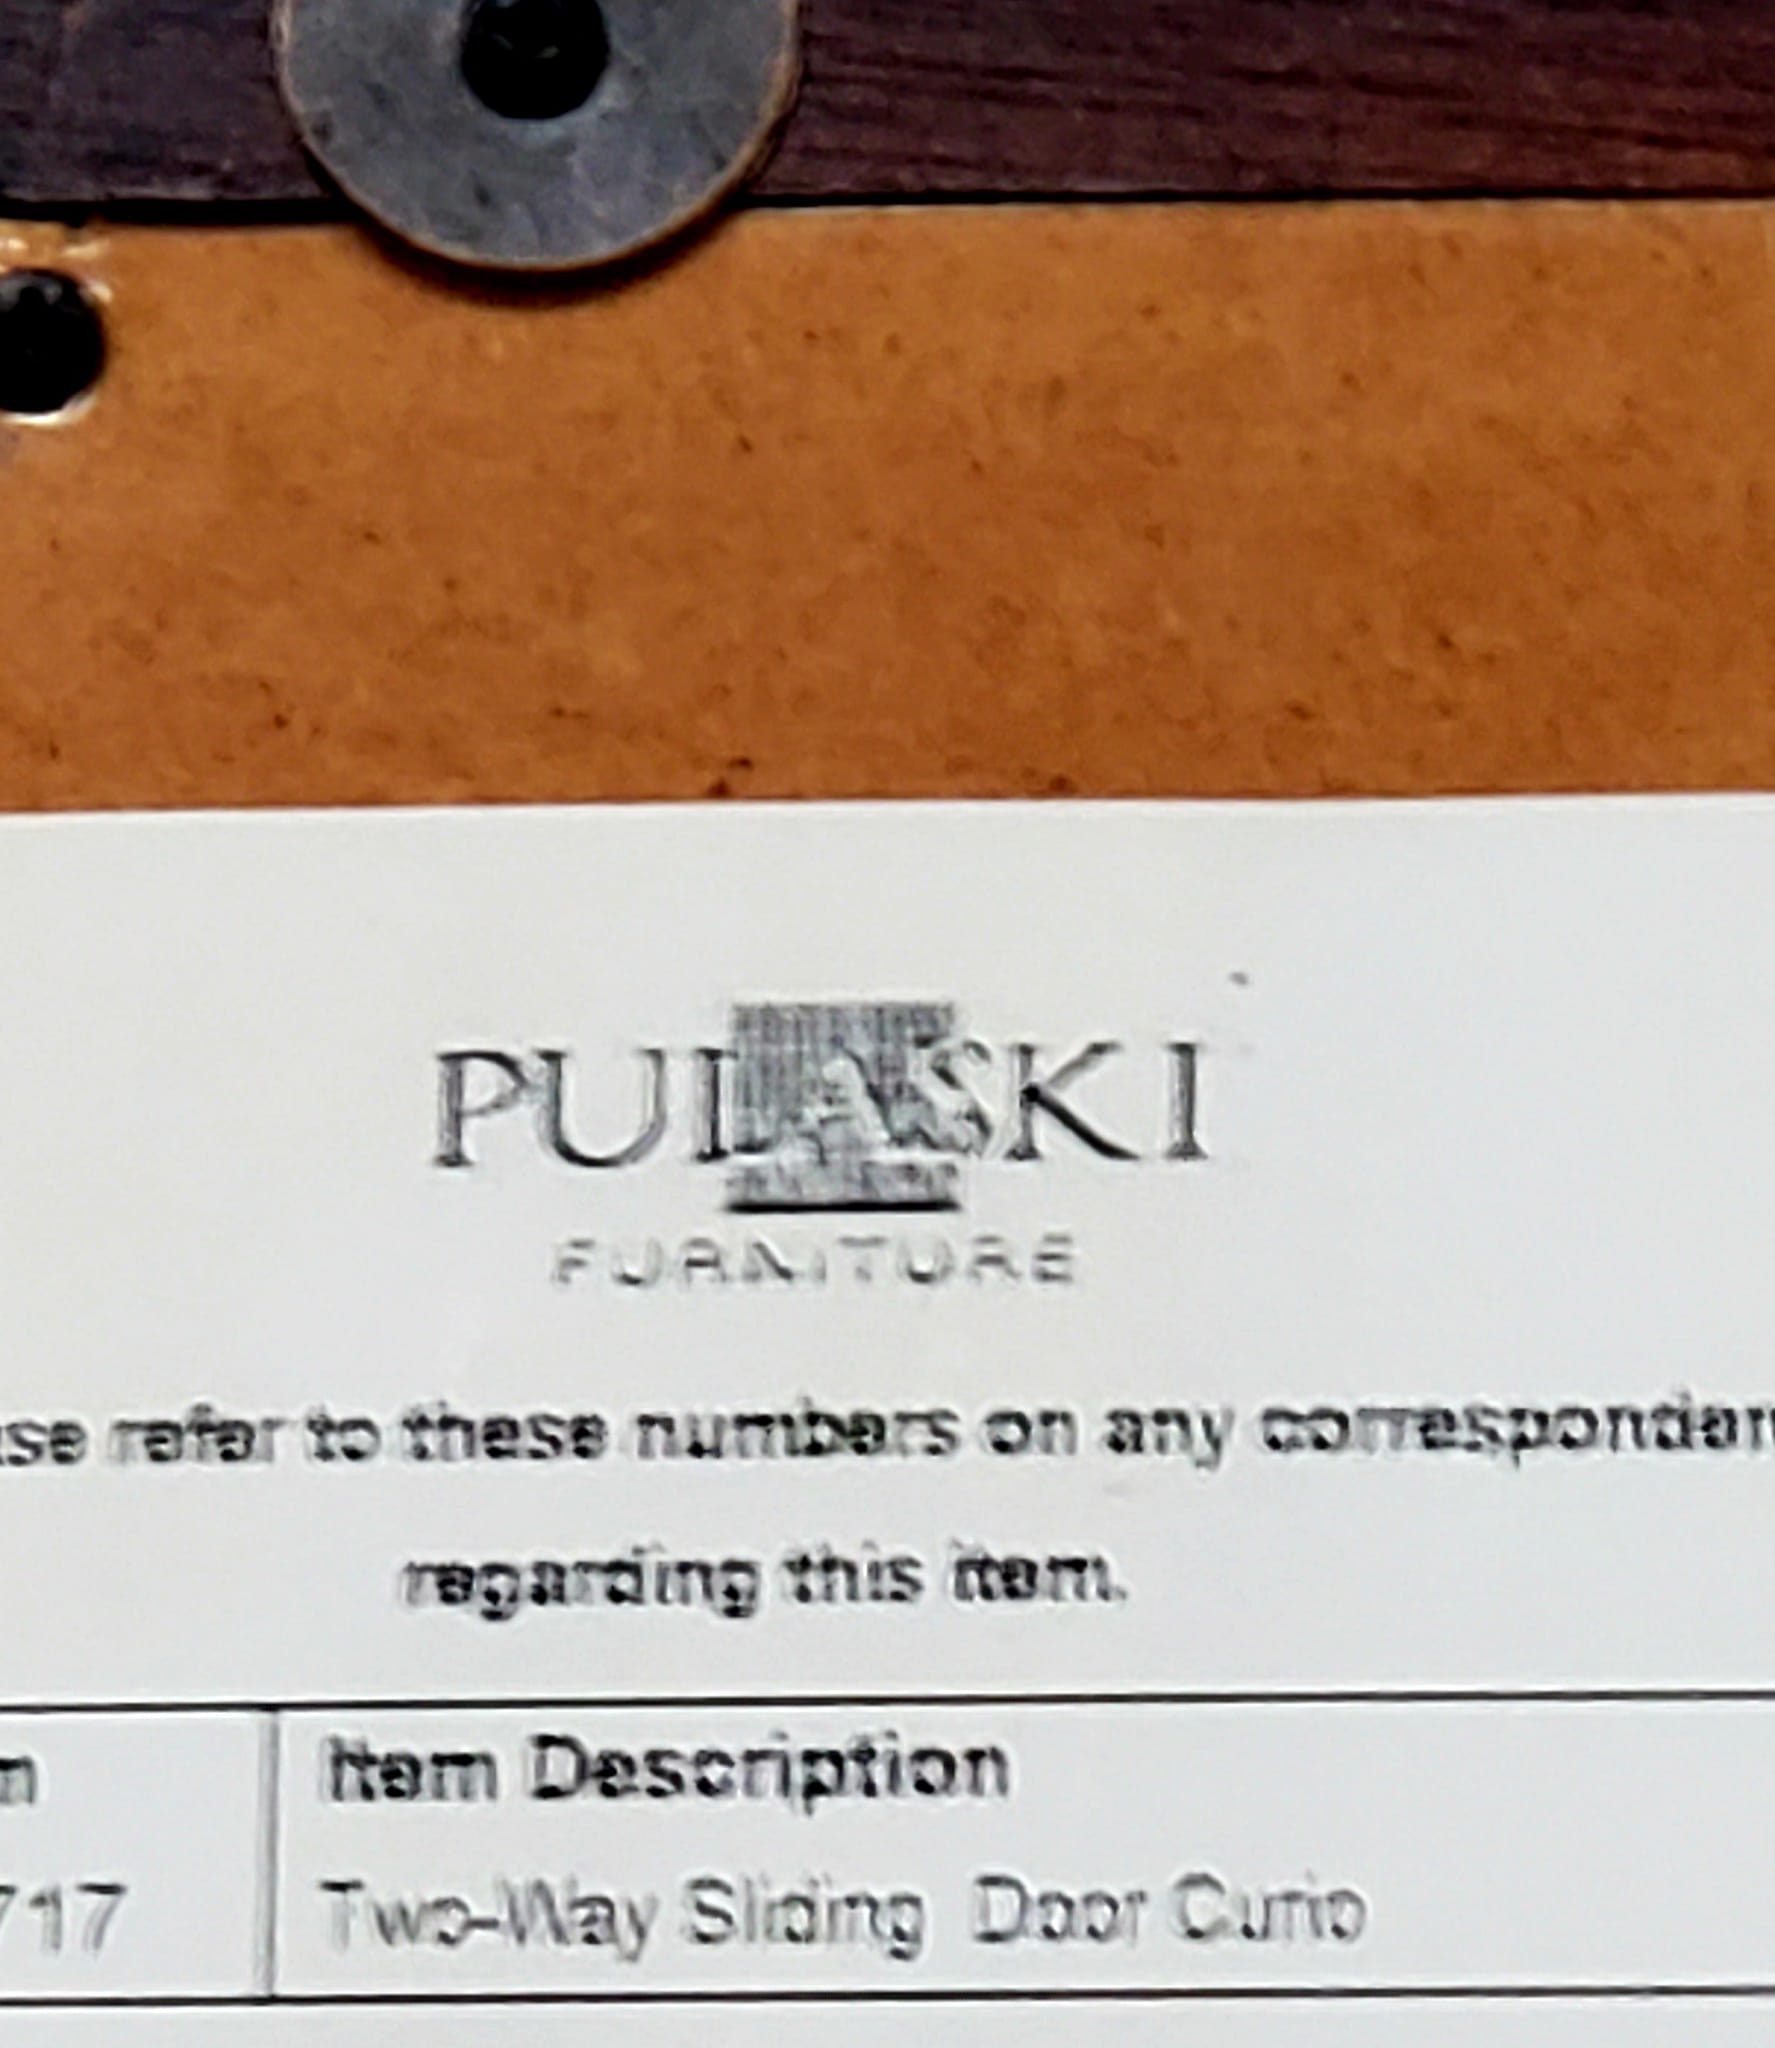 PULASKI
FURNITURE
se refer to these numbers on any corresponden
regarding this item.
m
Item Description
717
Two-Way Sliding Door Curio